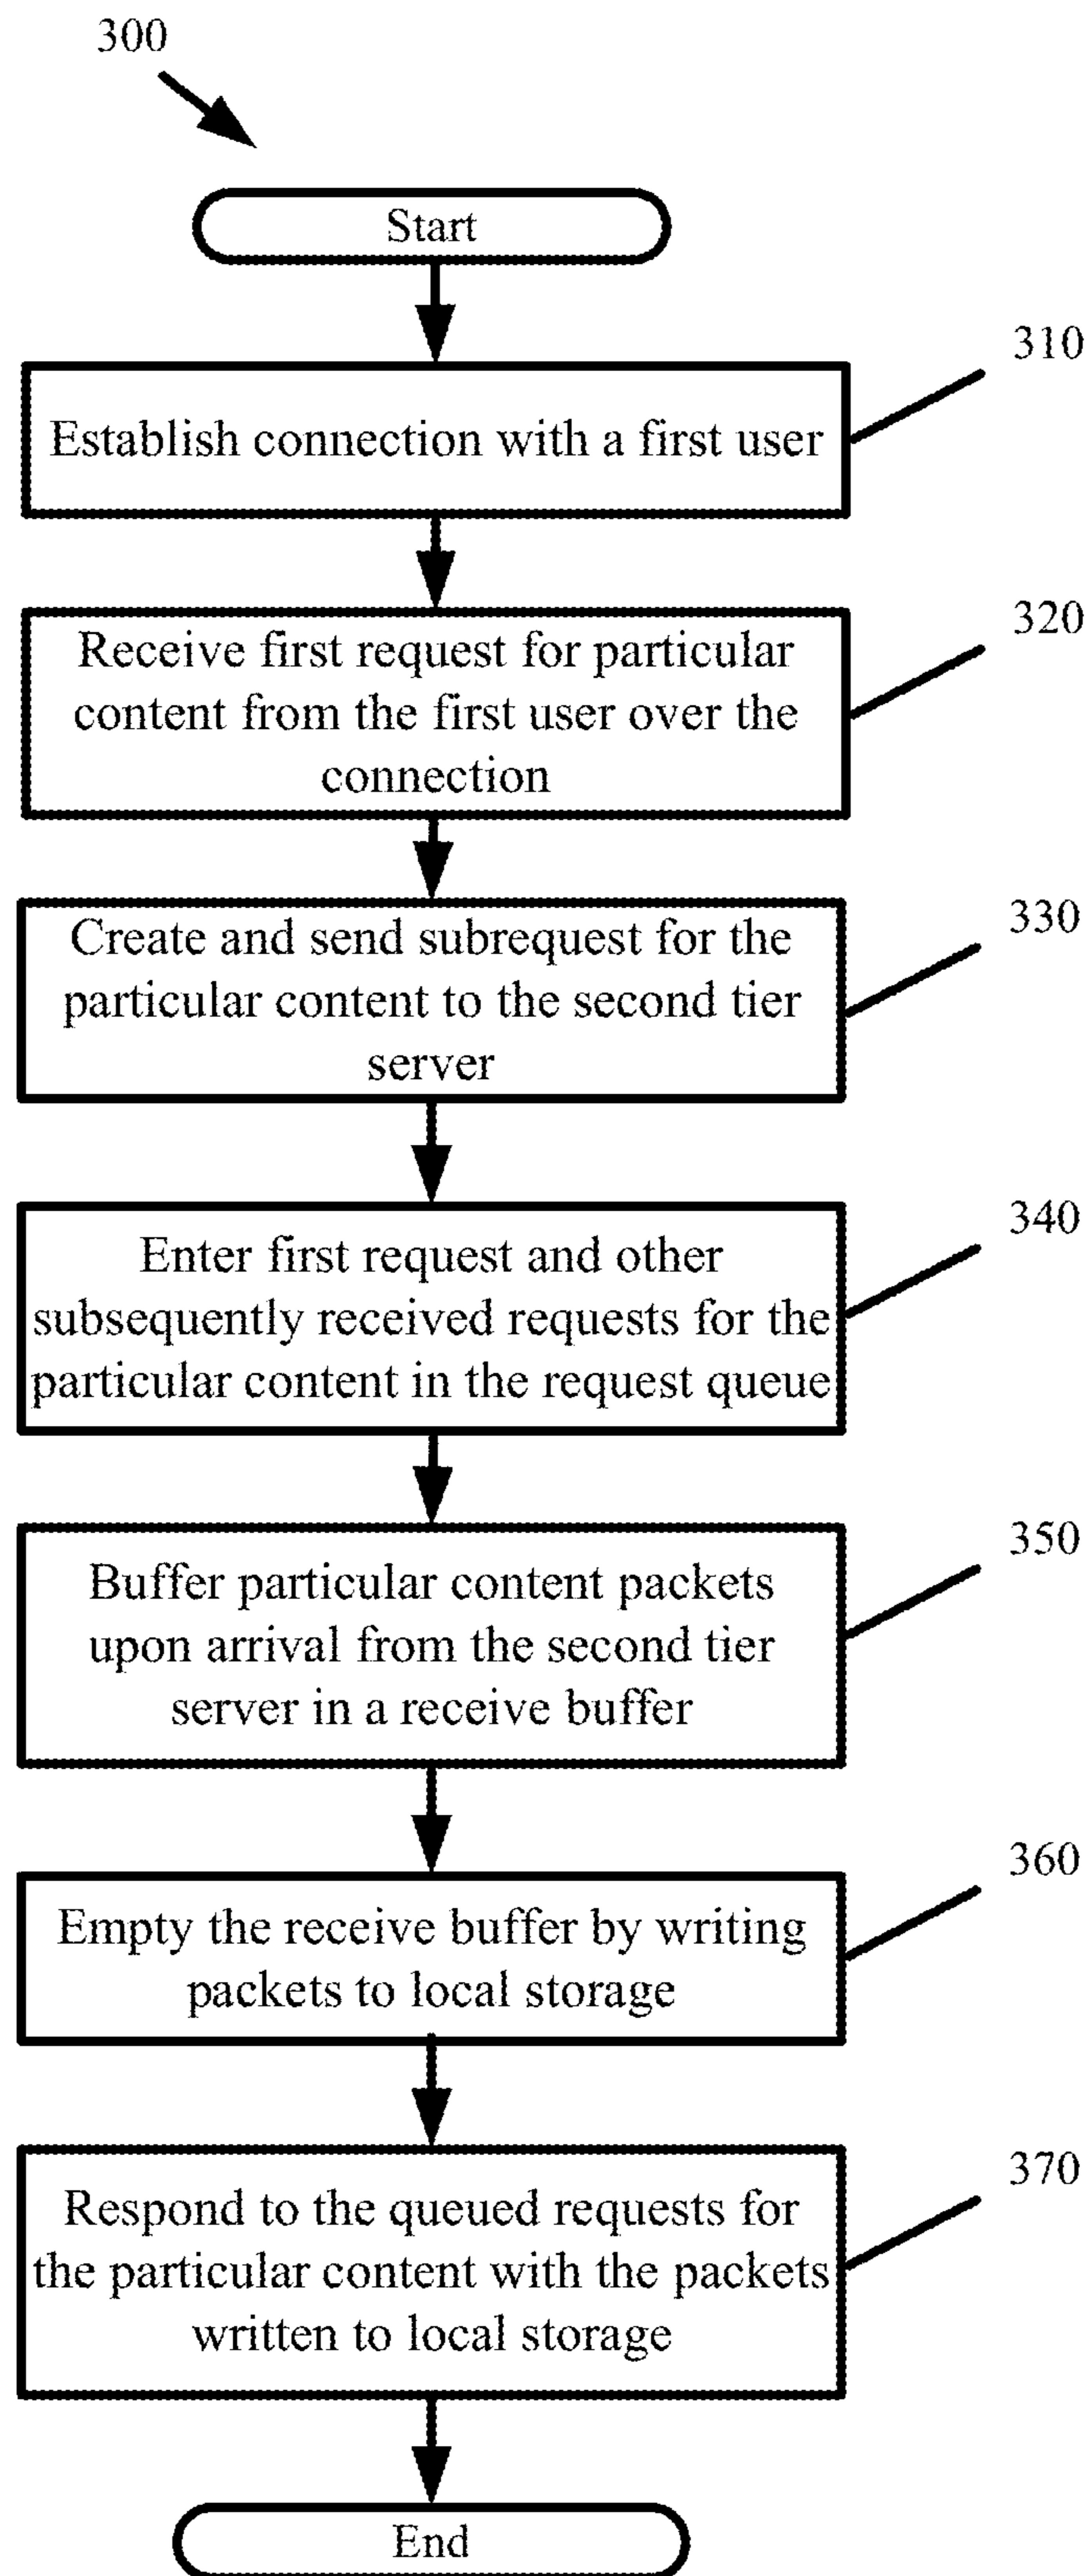 300
Start
310
Establish connection with a first user
320
Receive first request for particular
content from the first user over the
connection
330
Create and send subrequest for the
particular content to the second tier
server
340
Enter first request and other
subsequently received requests for the
particular content in the request queue
350
Buffer particular content packets
upon arrival from the second tier
server in a receive buffer
360
Empty the receive buffer by writing
packets to local storage
370
Respond to the queued requests for
the particular content with the packets
written to local storage
End